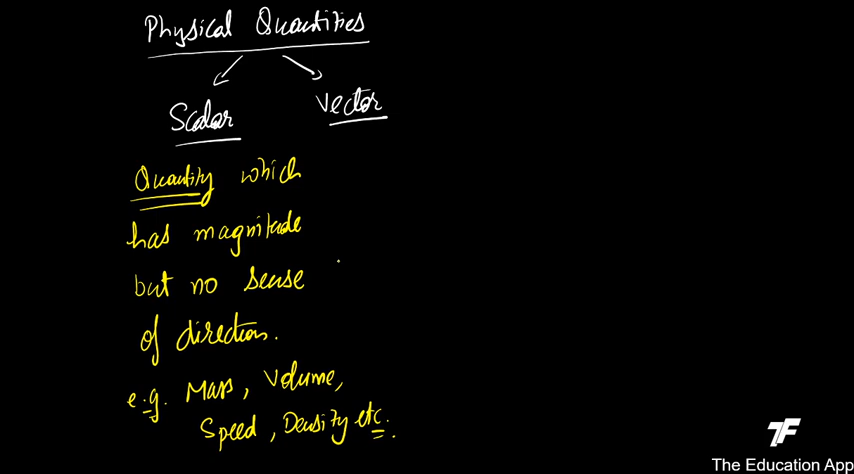 Physical Quantities
Scalar
Vector
Quantity which
has magnitude
but no sense
of direction.
e.g. Mass, Volume,
Speed, Density etc.
The Education App